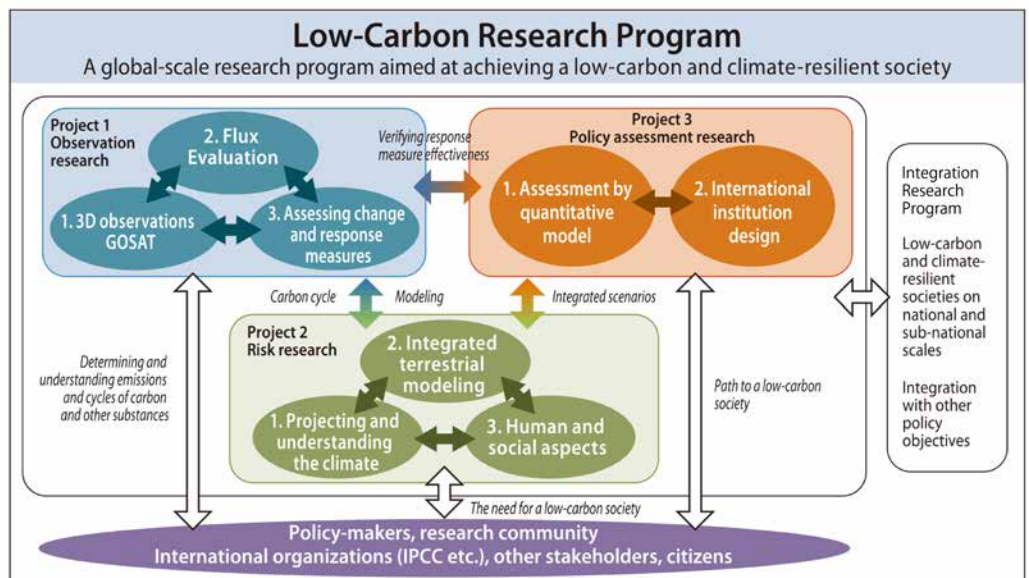 Low-Carbon Research Program
A global-scale research program aimed at achieving a low-carbon and climate-resilient society
Project 1
Observation
research
2. Flux
Evaluation
1. 3D observations
GOSAT
3. Assessing change
and response
measures
Verifying response
measure effectiveness
Project 3
Policy assessment research
1. Assessment by
quantitative
model
2. International
institution
design
Integration
Research
Program
Low-carbon
and climate-
resilient
societies on
national and
sub-national
scales
Integration
with other
policy
objectives
Carbon cycle
Modeling
Integrated scenarios
Project 2
Risk research
2. Integrated
terrestrial
modeling
1. Projecting and
understanding
the climate
3. Human and
social aspects
Determining and
understanding emissions
and cycles of carbon
and other substances
Path to a low-carbon
society
The need for a low-carbon society
Policy-makers, research community
International organizations (IPCC etc.), other stakeholders, citizens